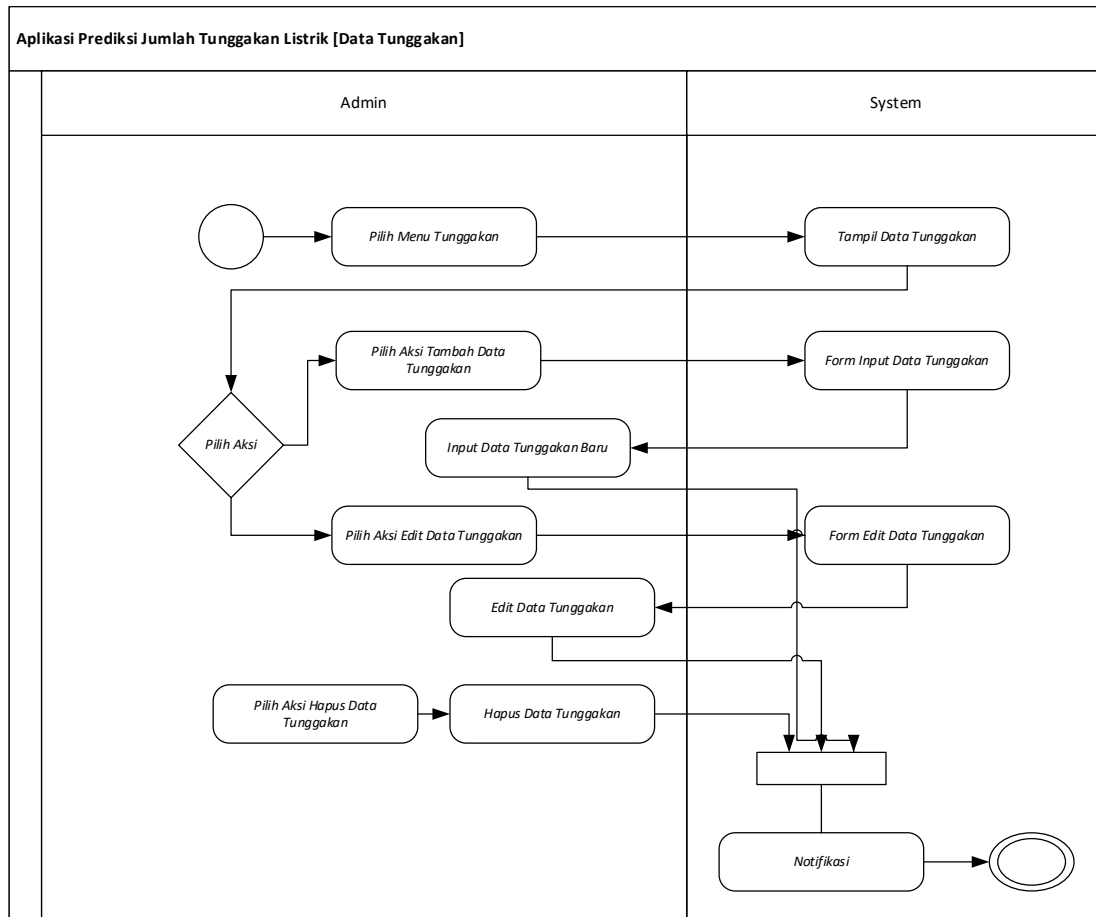 Aplikasi Prediksi Jumlah Tunggakan Listrik [Data Tunggakan]
Admin
System
Pilih Menu Tunggakan
Tampil Data Tunggakan
Pilih Aksi Tambah Data
Tunggakan
Form Input Data Tunggakan
Pilih Aksi
Input Data Tunggakan Baru
Pilih Aksi Edit Data Tunggakan
Form Edit Data Tunggakan
Edit Data Tunggakan
Pilih Aksi Hapus Data
Tunggakan
Hapus Data Tunggakan
Notifikasi